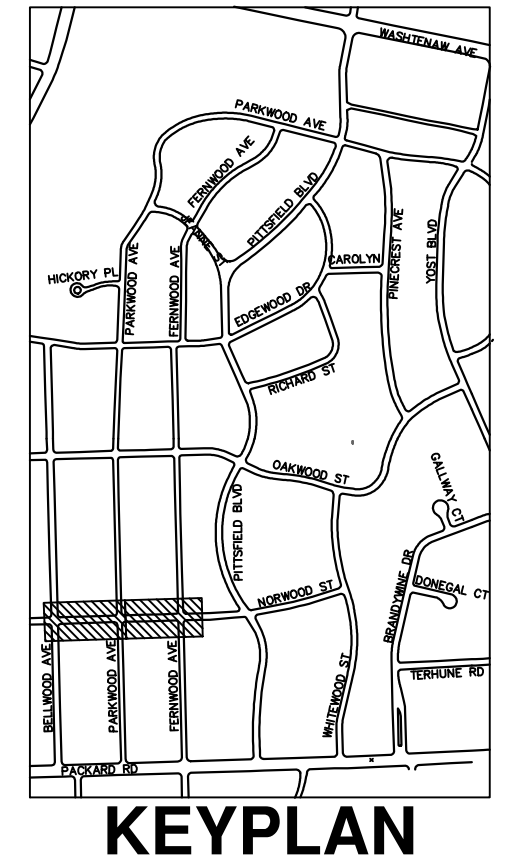 WASHTENAW AVE
PARKWOOD AVE
FERNWOOD AVE
PITTSFIELD BLVD
JEANNE ST
HICKORY PL
PARKWOOD AVE
FERNWOOD AVE
CAROLYN
PINECREST AVE
YOST BLVD
EDGEWOOD DR
RICHARD ST
OAKWOOD ST
GALLWAY CT
PITTSFIELD BLVD
NORWOOD ST
BRANDYWINE DR
DONEGAL CT
BELLWOOD AVE
PARKWOOD AVE
FERNWOOD AVE
WHITEWOOD ST
TERHUNE RD
PACKARD RD
KEYPLAN